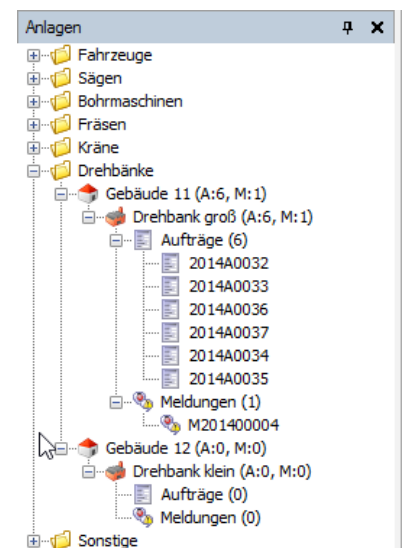 Anlagen
Fahrzeuge
Sägen
Bohrmaschinen
Fräsen
Kräne
Drehbänke
Gebäude 11 (A:6, M:1)
Drehbank groß (A:6, M:1)
Aufträge (6)
2014A0032
2014A0033
2014A0036
2014A0037
2014A0034
2014A0035
Meldungen (1)
M201400004
Gebäude 12 (A:0, M:0)
Drehbank klein (A:0, M:0)
Aufträge (0)
Meldungen (0)
Sonstige